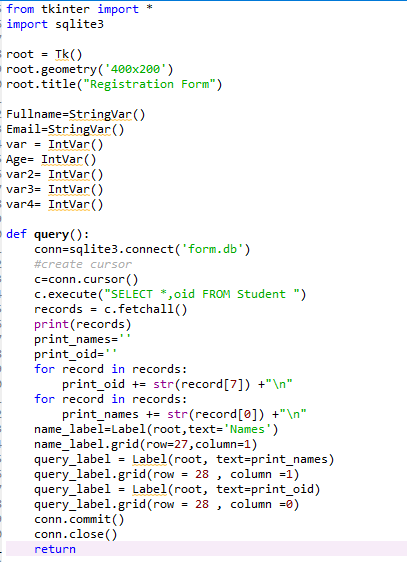 from tkinter import *
import sqlite3
root = Tk()
root.geometry('400x200')
root.title("Registration Form")
Fullname=StringVar()
Email=StringVar()
var = IntVar()
Age= IntVar()
var2= IntVar()
var3= IntVar()
var4= IntVar()
def query():
    conn=sqlite3.connect('form.db')
    #create cursor
    c=conn.cursor()
    c.execute("SELECT *,oid FROM Student ")
    records = c.fetchall()
    print(records)
    print_names=''
    print_oid=''
    for record in records:
        print_oid += str(record[7]) +"\n"
    for record in records:
        print_names += str(record[0]) +"\n"
    name_label=Label(root,text='Names')
    name_label.grid(row=27,column=1)
    query_label = Label(root, text=print_names)
    query_label.grid(row = 28 , column =1)
    query_label = Label(root, text=print_oid)
    query_label.grid(row = 28 , column =0)
    conn.commit()
    conn.close()
    return